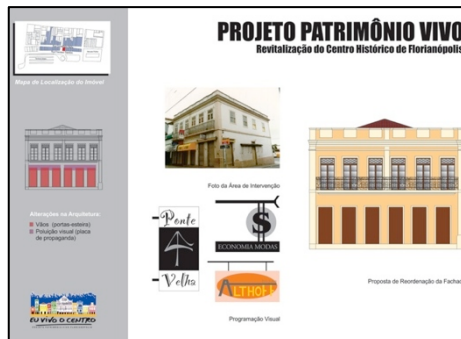 PROJETO PATRIMÔNIO VIVO
Revitalização do Centro Histórico de Florianópolis
Mapa de Localização do Imóvel
Foto da Área de Intervenção
Alterações na Arquitetura
Vãos (portas-esteira)
Poluição visual (placa
de propaganda)
Ponte
Velha
$
ECONOMIA MODAS
ALTHOFF
Programação Visual
Proposta de Reordenação da Fachada
EU VIVO O CENTRO